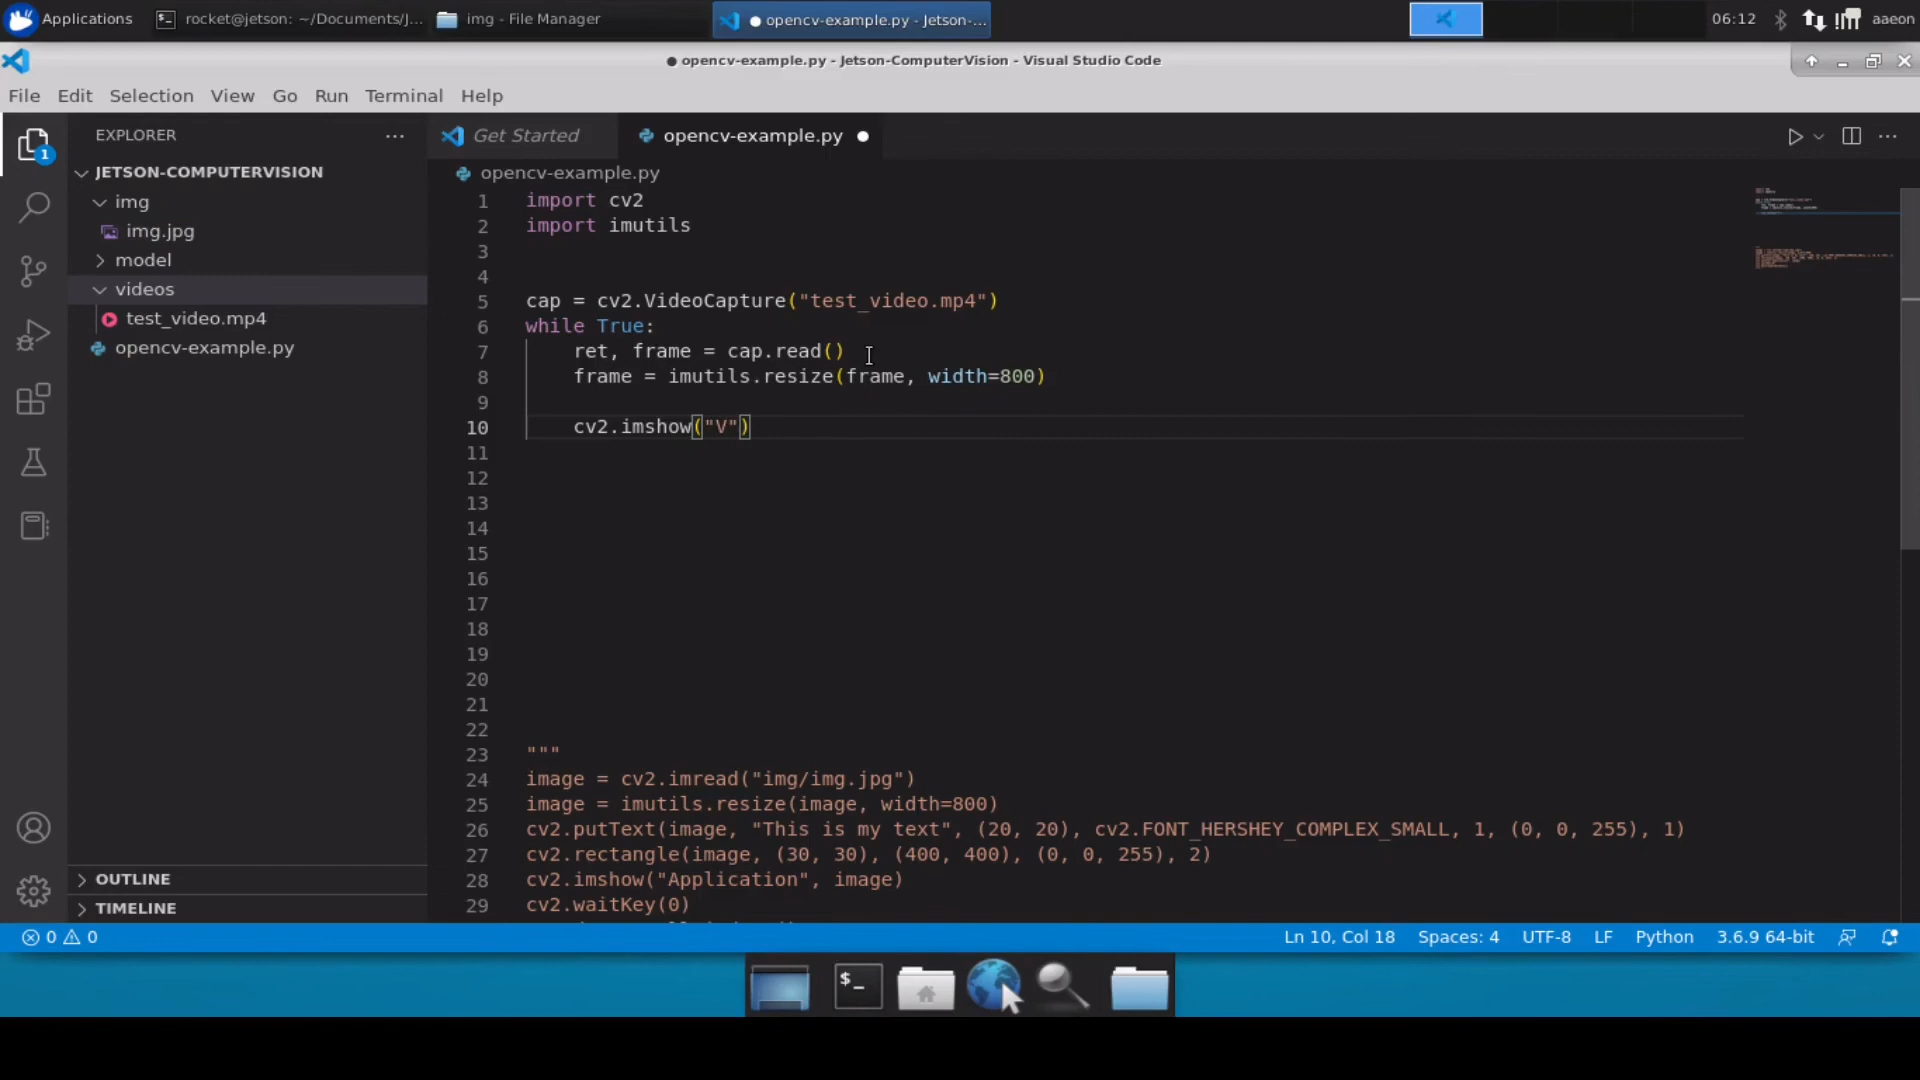 Applications
rocket@jetson: ~/Documents/J...
img - File Manager
● opencv-example.py - Jetson-...
06:12
aaeon
● opencv-example.py - Jetson-ComputerVision - Visual Studio Code
File Edit Selection View Go Run Terminal Help
EXPLORER
Get Started
opencv-example.py ●
JETSON-COMPUTERVISION
img
img.jpg
model
videos
test_video.mp4
opencv-example.py
OUTLINE
TIMELINE
1
opencv-example.py
1 import cv2
2 import imutils
3
4
5 cap = cv2.VideoCapture("test_video.mp4")
6 while True:
7 ret, frame = cap.read()
8 frame = imutils.resize(frame, width=800)
9
10 cv2.imshow("V")
11
12
13
14
15
16
17
18
19
20
21
22
23 """
24 image = cv2.imread("img/img.jpg")
25 image = imutils.resize(image, width=800)
26 cv2.putText(image, "This is my text", (20, 20), cv2.FONT_HERSHEY_COMPLEX_SMALL, 1, (0, 0, 255), 1)
27 cv2.rectangle(image, (30, 30), (400, 400), (0, 0, 255), 2)
28 cv2.imshow("Application", image)
29 cv2.waitKey(0)
0 0
Ln 10, Col 18 Spaces: 4 UTF-8 LF Python 3.6.9 64-bit
$_